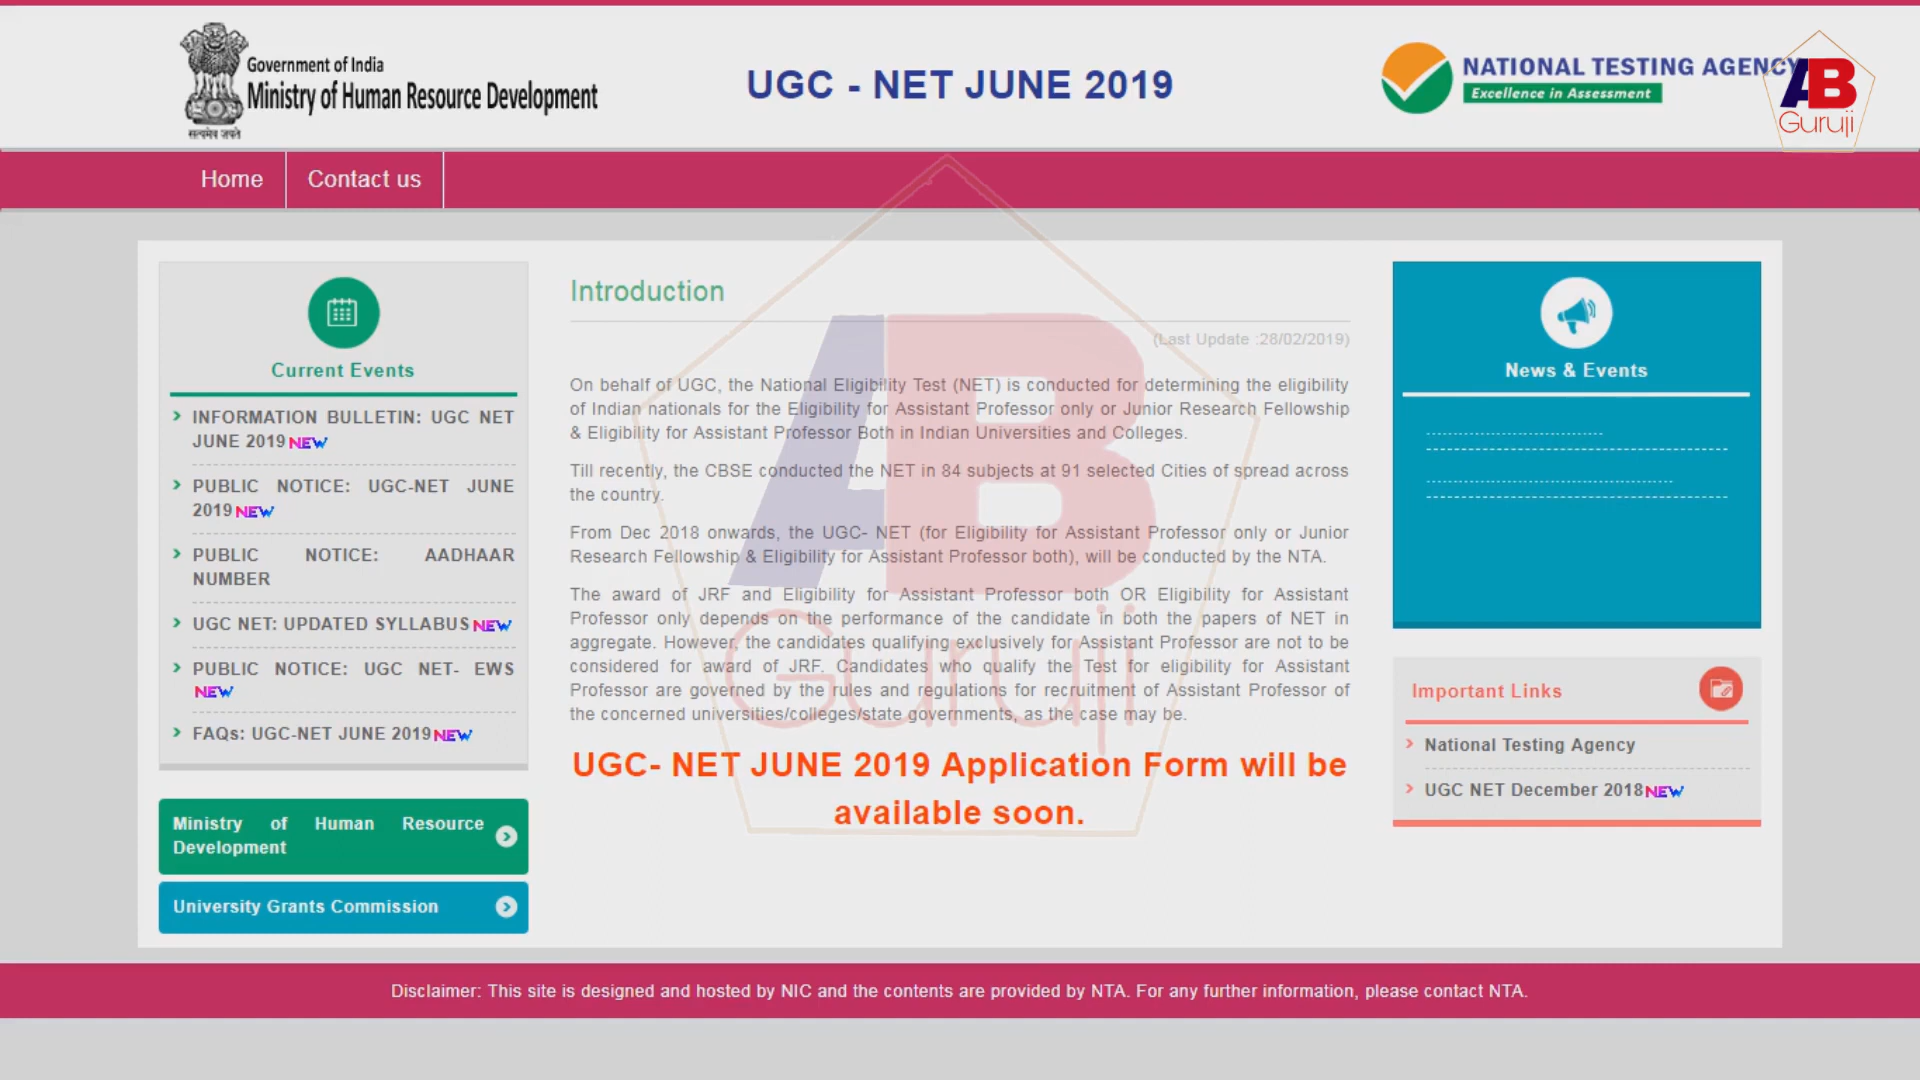 Government of India
Ministry of Human Resource Development
सत्यमेव जयते
UGC - NET JUNE 2019
NATIONAL TESTING AGENCY
Excellence in Assessment
AB
Guruji
Home
Contact us
Current Events
INFORMATION BULLETIN: UGC NET
JUNE 2019 NEW
PUBLIC NOTICE: UGC-NET JUNE
2019 NEW
PUBLIC NOTICE: AADHAAR
NUMBER
UGC NET: UPDATED SYLLABUS NEW
PUBLIC NOTICE: UGC NET- EWS
NEW
FAQs: UGC-NET JUNE 2019 NEW
Ministry of Human Resource
Development
University Grants Commission
Introduction
(Last Update :28/02/2019)
On behalf of UGC, the National Eligibility Test (NET) is conducted for determining the eligibility
of Indian nationals for the Eligibility for Assistant Professor only or Junior Research Fellowship
& Eligibility for Assistant Professor Both in Indian Universities and Colleges.
Till recently, the CBSE conducted the NET in 84 subjects at 91 selected Cities of spread across
the country.
From Dec 2018 onwards, the UGC- NET (for Eligibility for Assistant Professor only or Junior
Research Fellowship & Eligibility for Assistant Professor both), will be conducted by the NTA.
The award of JRF and Eligibility for Assistant Professor both OR Eligibility for Assistant
Professor only depends on the performance of the candidate in both the papers of NET in
aggregate. However, the candidates qualifying exclusively for Assistant Professor are not to be
considered for award of JRF. Candidates who qualify the Test for eligibility for Assistant
Professor are governed by the rules and regulations for recruitment of Assistant Professor of
the concerned universities/colleges/state governments, as the case may be.
UGC- NET JUNE 2019 Application Form will be
available soon.
AB
Guruji
News & Events
Important Links
National Testing Agency
UGC NET December 2018 NEW
Disclaimer: This site is designed and hosted by NIC and the contents are provided by NTA. For any further information, please contact NTA.